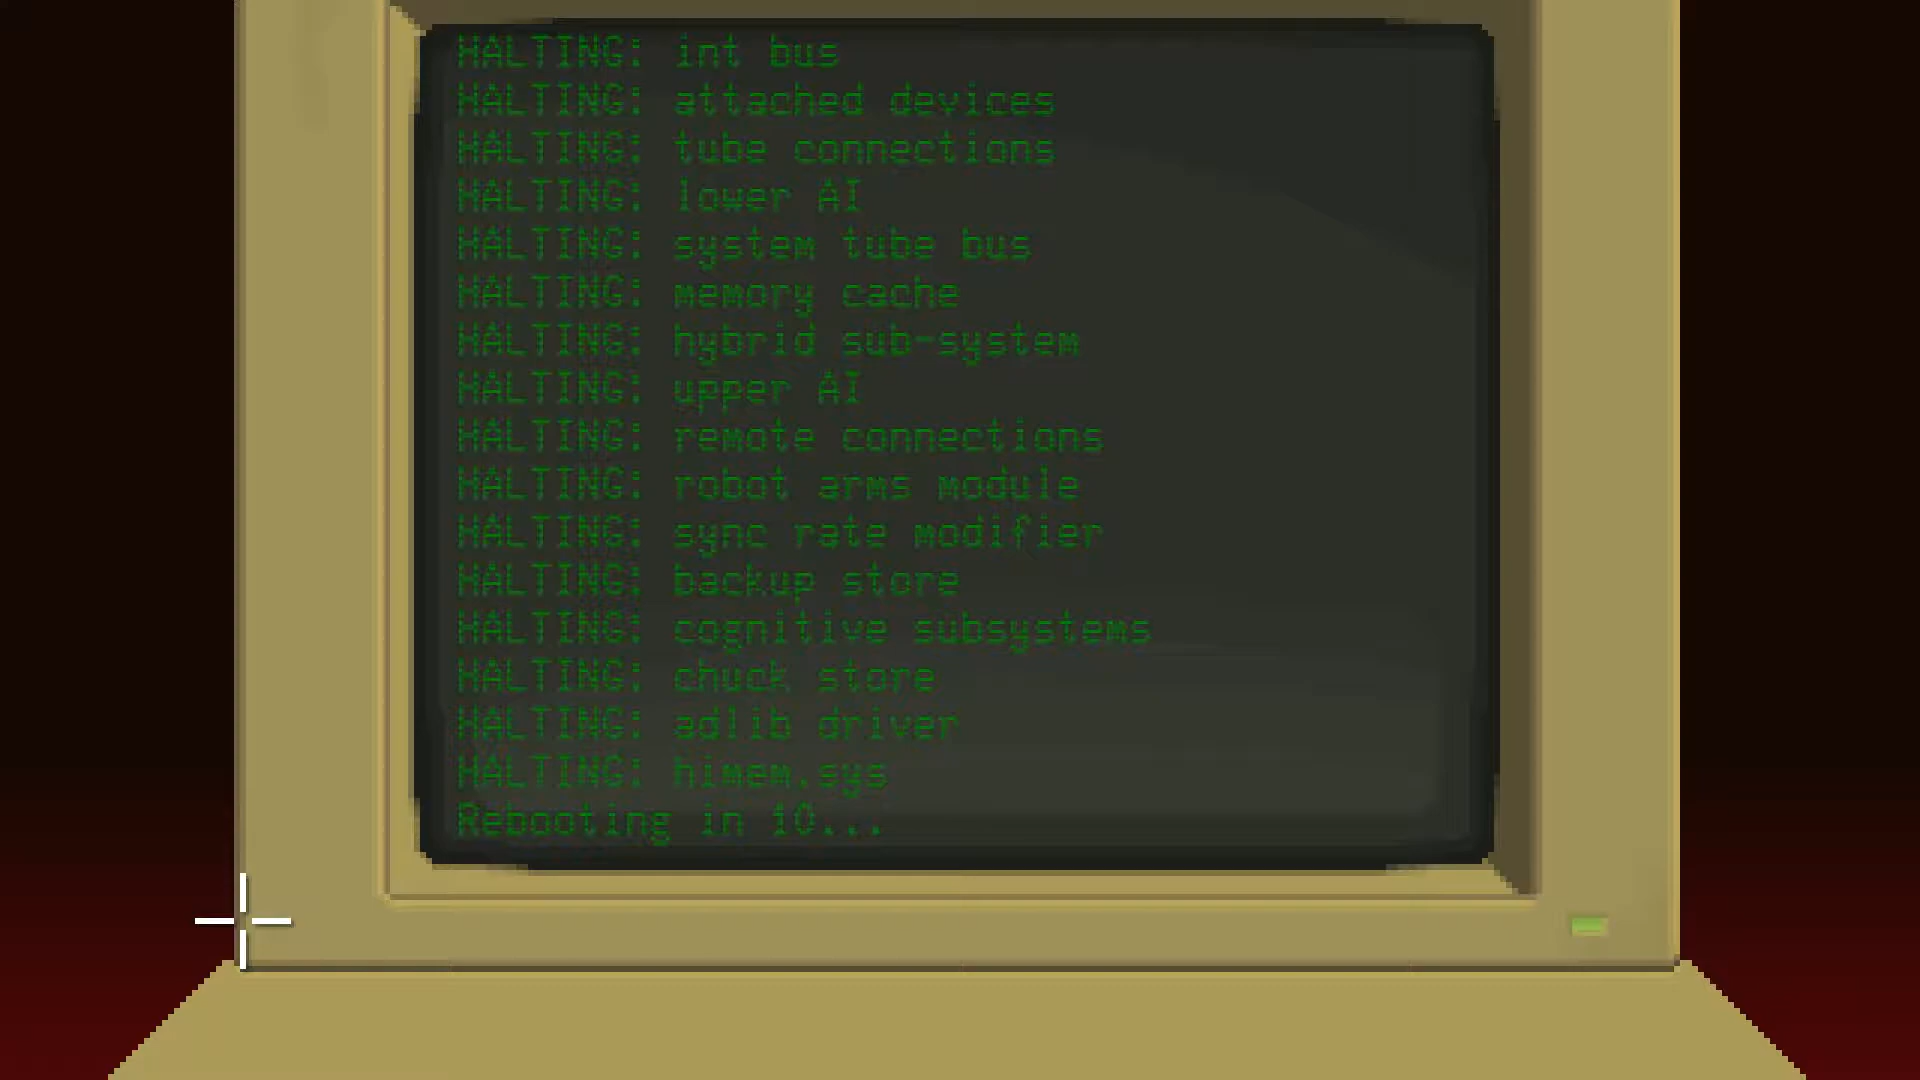 HALTING: int bus
HALTING: attached devices
HALTING: tube connections
HALTING: lower AI
HALTING: system tube bus
HALTING: memory cache
HALTING: hybrid sub-system
HALTING: upper AI
HALTING: remote connections
HALTING: robot arms module
HALTING: sync rate modifier
HALTING: backup store
HALTING: cognitive subsystems
HALTING: chuck store
HALTING: adlib driver
HALTING: himem.sys
Rebooting in 10...